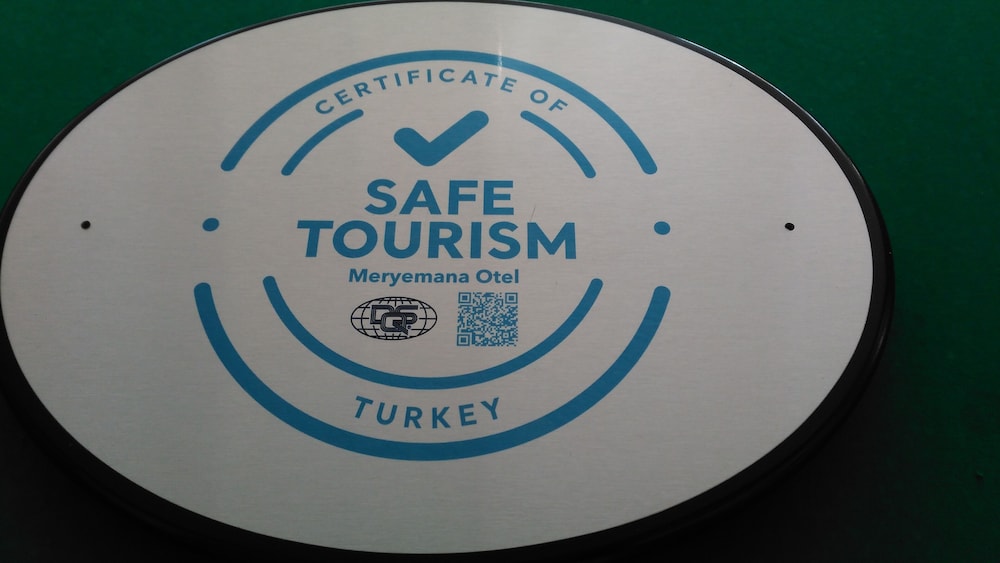 CERTIFICATE OF
SAFE
TOURISM
Meryemana Otel
TURKEY